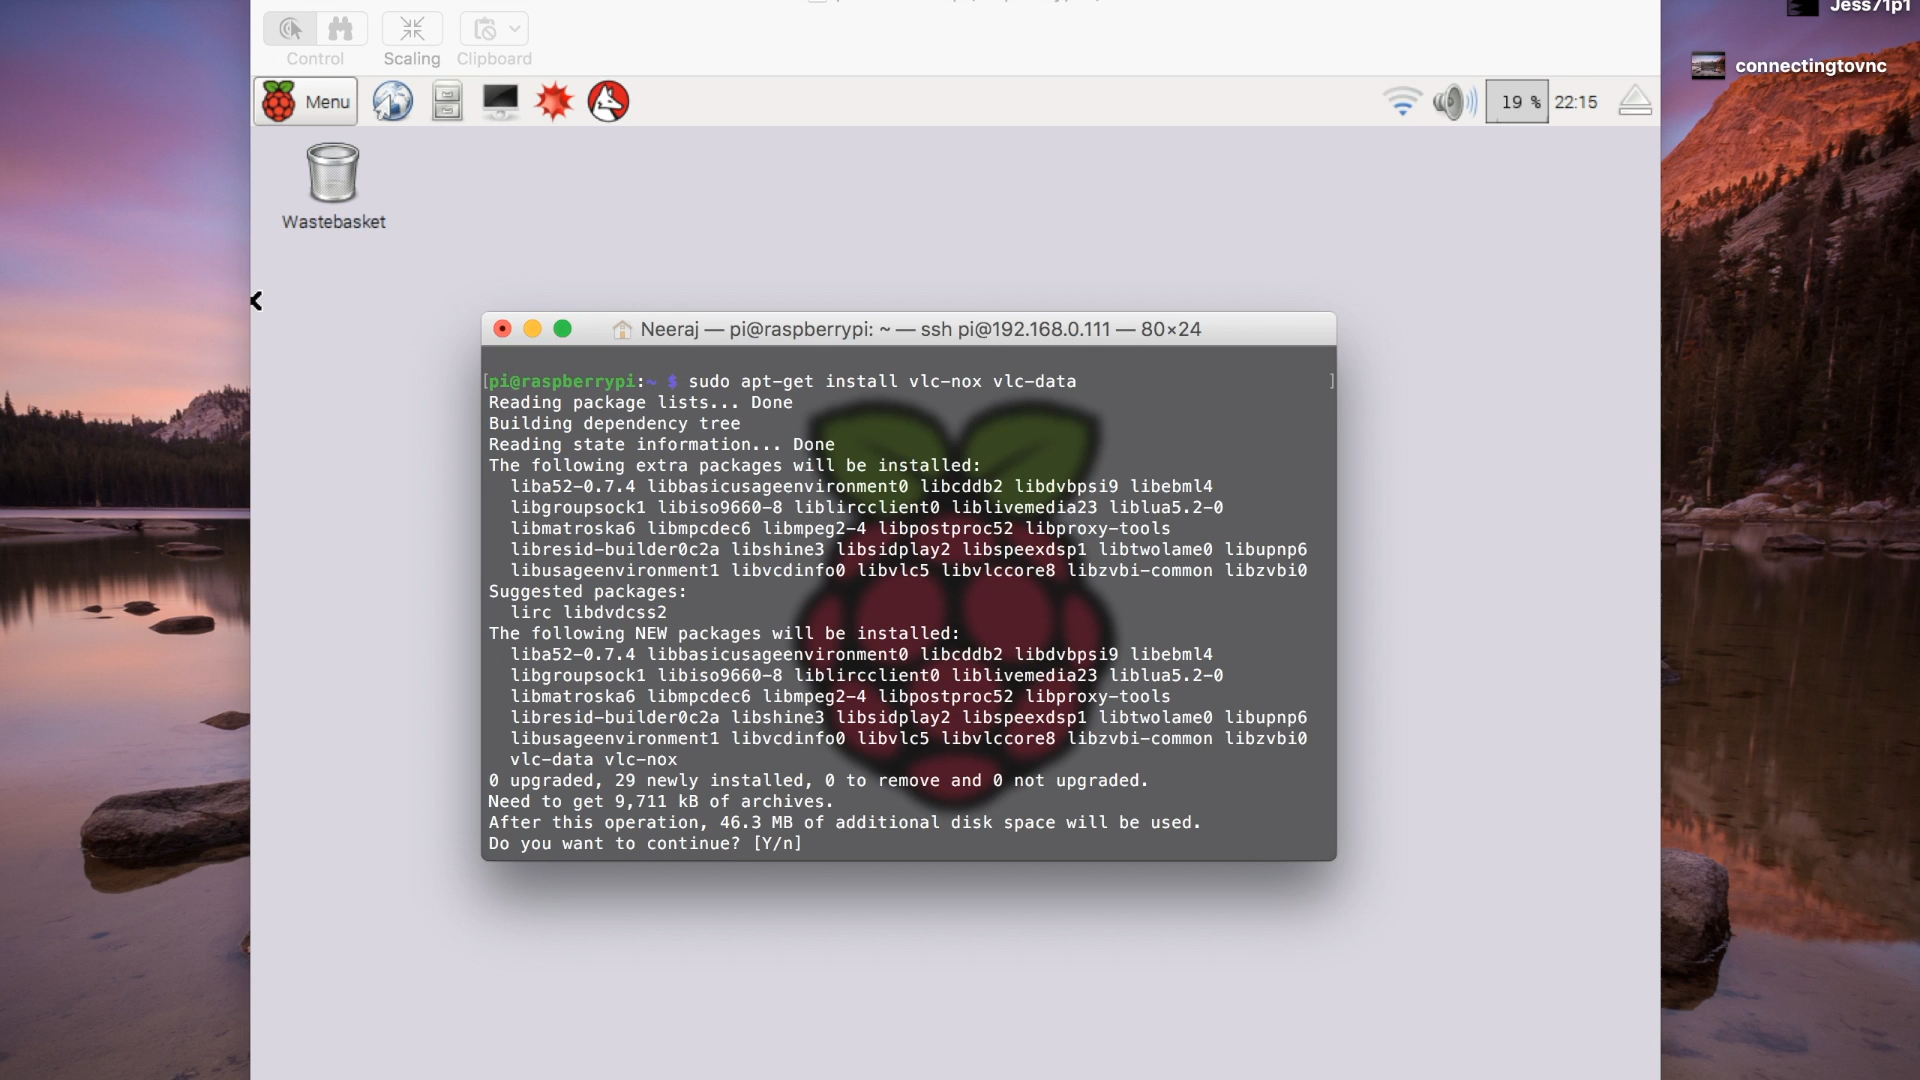 Jess71p1
connectingtovnc
Control
Scaling
Clipboard
Menu
19 %
22:15
Wastebasket
Neeraj — pi@raspberrypi: ~ — ssh pi@192.168.0.111 — 80×24
[pi@raspberrypi:~ $ sudo apt-get install vlc-nox vlc-data ]
Reading package lists... Done
Building dependency tree
Reading state information... Done
The following extra packages will be installed:
liba52-0.7.4 libbasicusageenvironment0 libcddb2 libdvbpsi9 libebml4
libgroupsock1 libiso9660-8 liblircclient0 liblivemedia23 liblua5.2-0
libmatroska6 libmpcdec6 libmpeg2-4 libpostproc52 libproxy-tools
libresid-builder0c2a libshine3 libsidplay2 libspeexdsp1 libtwolame0 libupnp6
libusageenvironment1 libvcdinfo0 libvlc5 libvlccore8 libzvbi-common libzvbi0
Suggested packages:
lirc libdvdcss2
The following NEW packages will be installed:
liba52-0.7.4 libbasicusageenvironment0 libcddb2 libdvbpsi9 libebml4
libgroupsock1 libiso9660-8 liblircclient0 liblivemedia23 liblua5.2-0
libmatroska6 libmpcdec6 libmpeg2-4 libpostproc52 libproxy-tools
libresid-builder0c2a libshine3 libsidplay2 libspeexdsp1 libtwolame0 libupnp6
libusageenvironment1 libvcdinfo0 libvlc5 libvlccore8 libzvbi-common libzvbi0
vlc-data vlc-nox
0 upgraded, 29 newly installed, 0 to remove and 0 not upgraded.
Need to get 9,711 kB of archives.
After this operation, 46.3 MB of additional disk space will be used.
Do you want to continue? [Y/n]